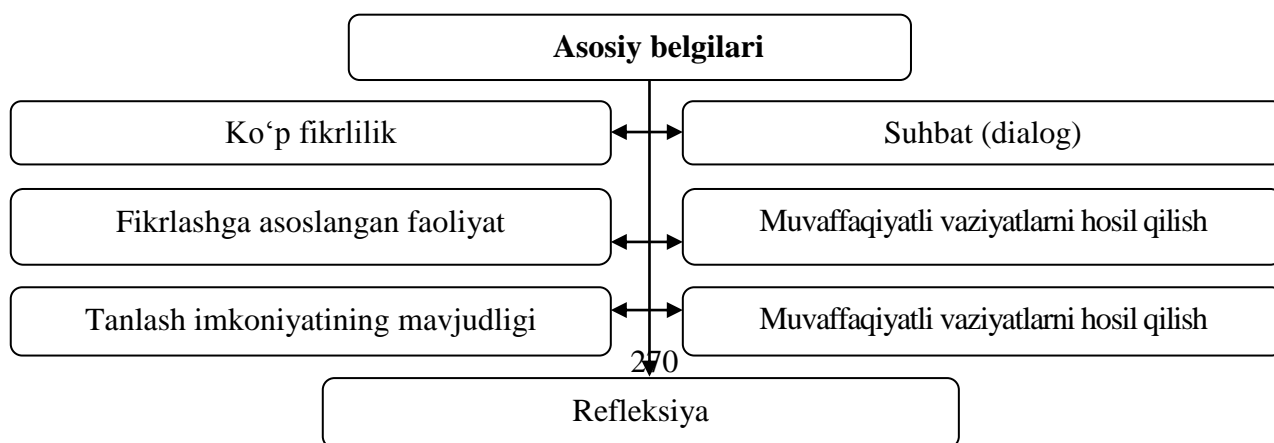 Asosiy belgilari
Ko‘p fikrlilik
Suhbat (dialog)
Fikrlashga asoslangan faoliyat
Muvaffaqiyatli vaziyatlarni hosil qilish
Tanlash imkoniyatining mavjudligi
Muvaffaqiyatli vaziyatlarni hosil qilish
270
Refleksiya